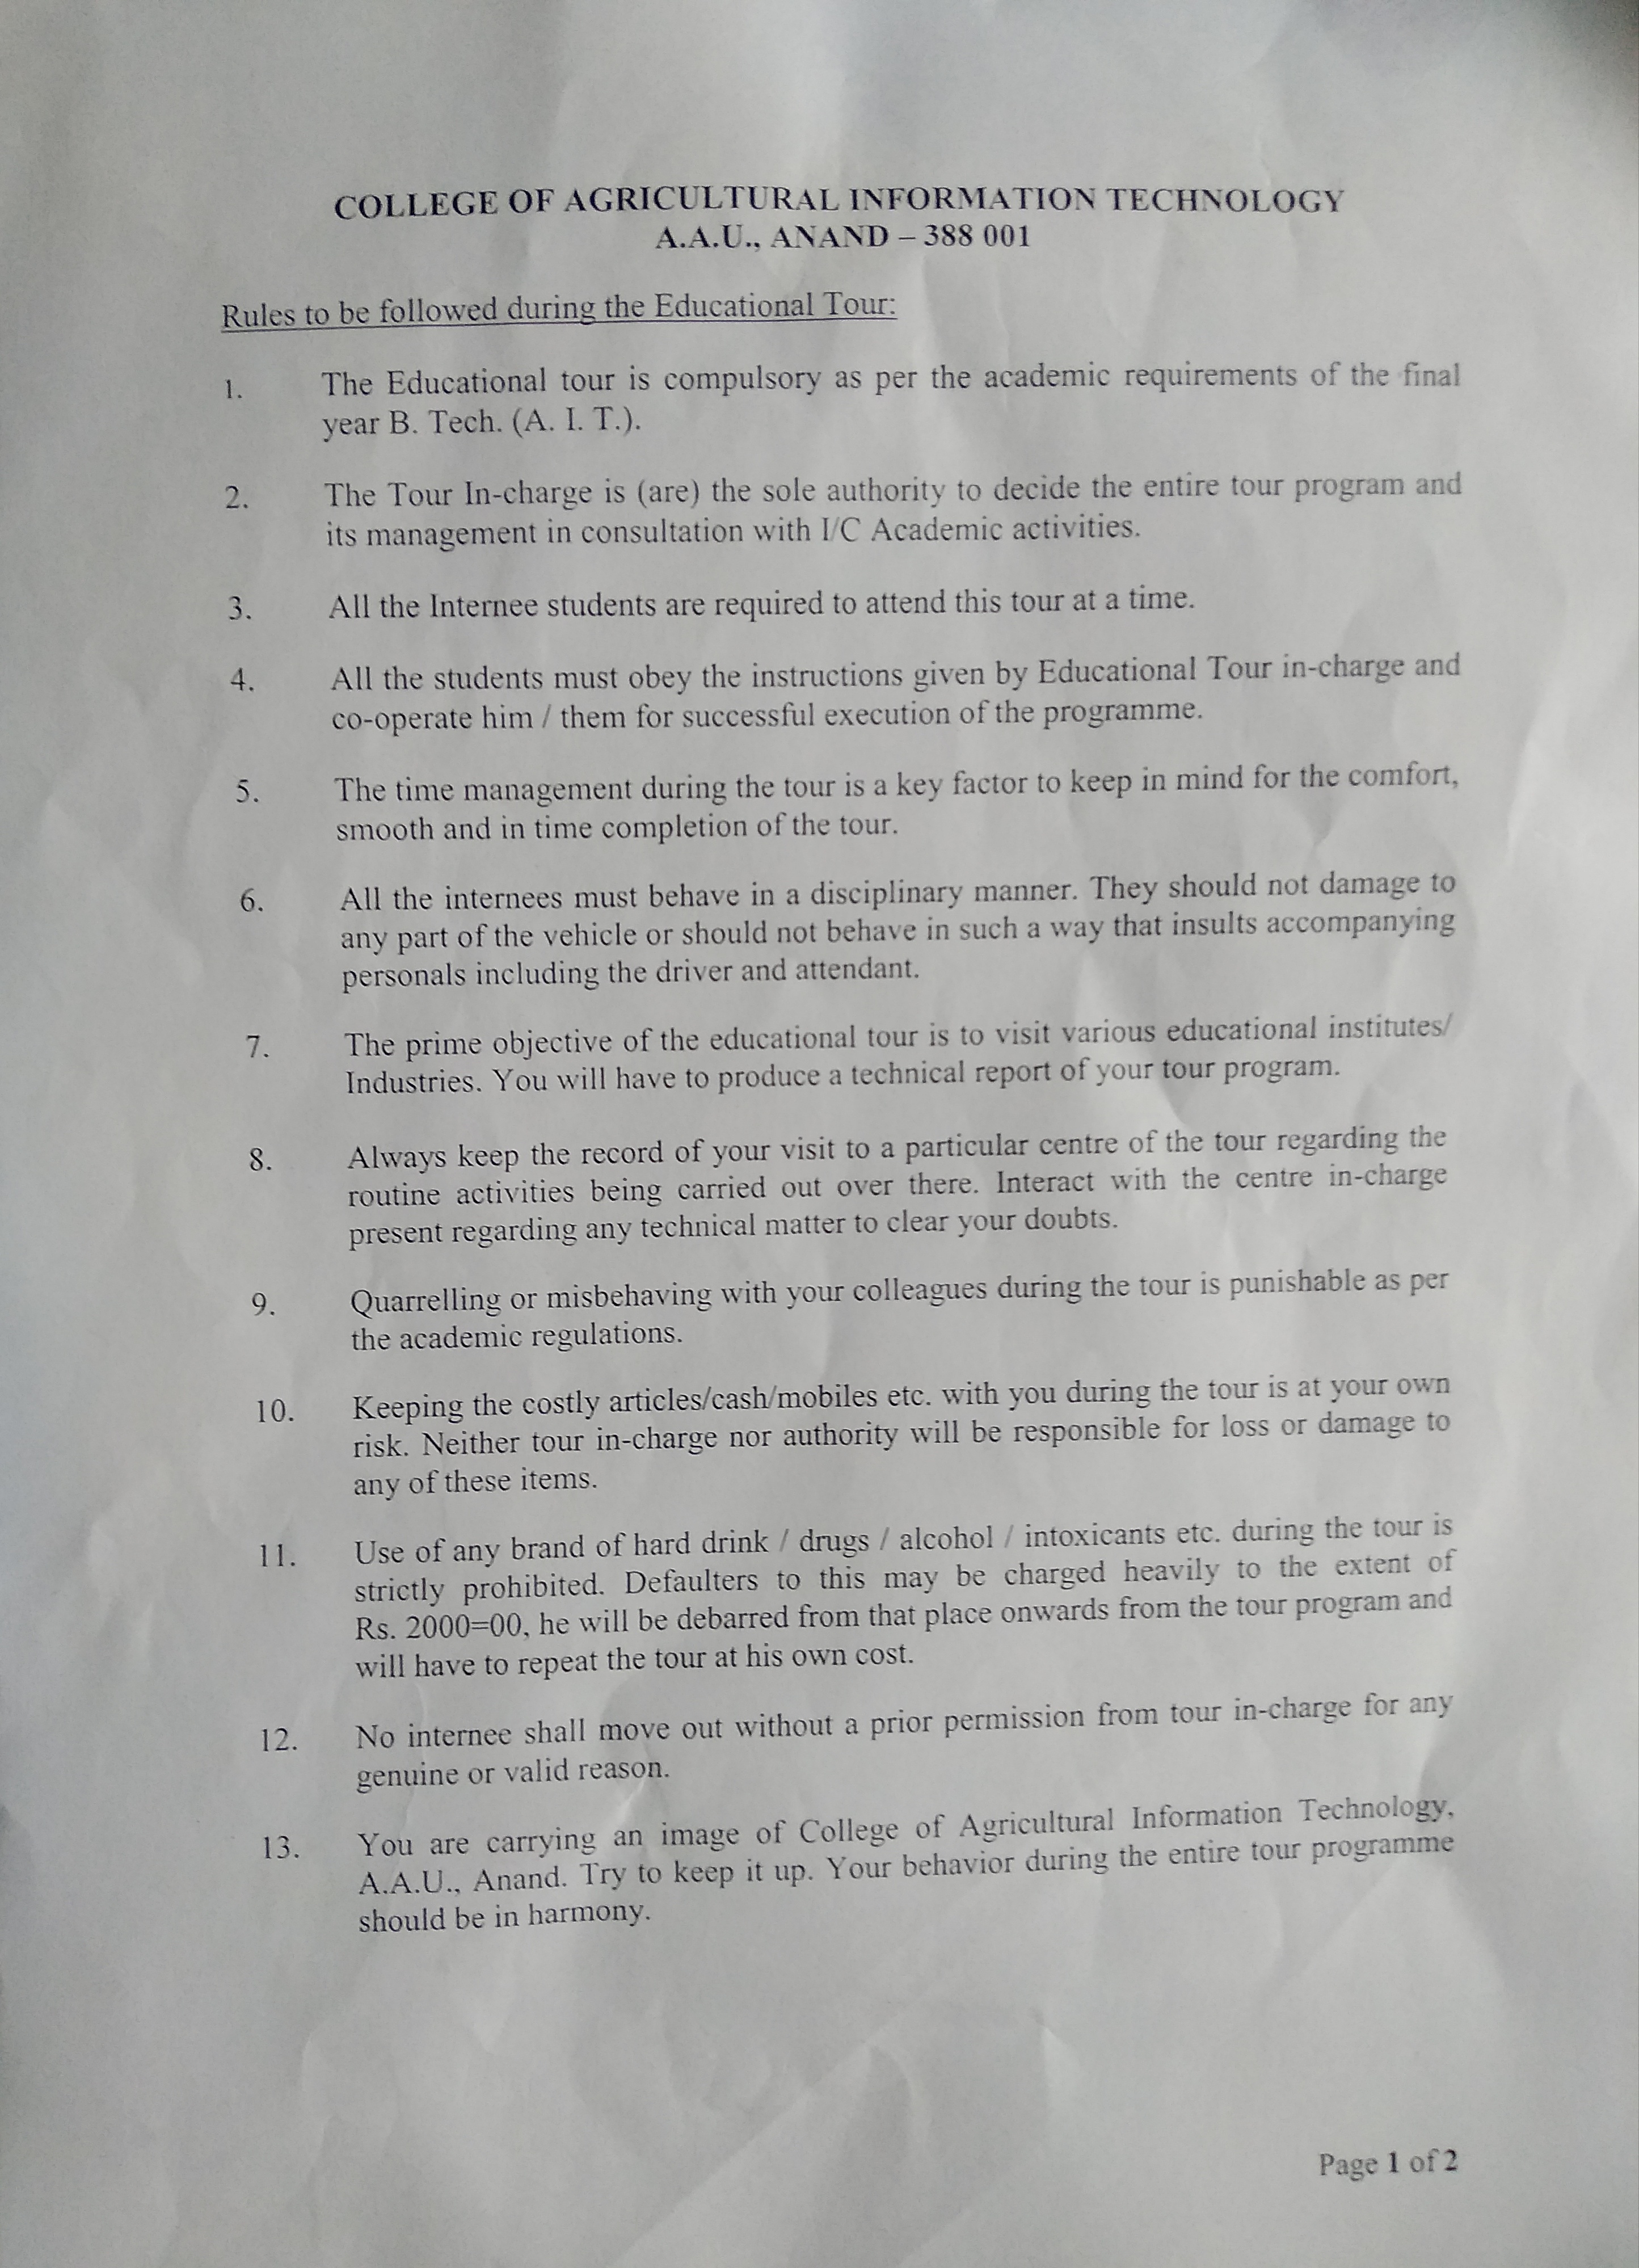 COLLEGE OF AGRICULTURAL INFORMATION TECHNOLOGY
A.A.U., ANAND – 388 001
Rules to be followed during the Educational Tour:
1. The Educational tour is compulsory as per the academic requirements of the final
year B. Tech. (A. I. T.).
2. The Tour In-charge is (are) the sole authority to decide the entire tour program and
its management in consultation with I/C Academic activities.
3. All the Internee students are required to attend this tour at a time.
4. All the students must obey the instructions given by Educational Tour in-charge and
co-operate him / them for successful execution of the programme.
5. The time management during the tour is a key factor to keep in mind for the comfort,
smooth and in time completion of the tour.
6. All the internees must behave in a disciplinary manner. They should not damage to
any part of the vehicle or should not behave in such a way that insults accompanying
personals including the driver and attendant.
7. The prime objective of the educational tour is to visit various educational institutes/
Industries. You will have to produce a technical report of your tour program.
8. Always keep the record of your visit to a particular centre of the tour regarding the
routine activities being carried out over there. Interact with the centre in-charge
present regarding any technical matter to clear your doubts.
9. Quarrelling or misbehaving with your colleagues during the tour is punishable as per
the academic regulations.
10. Keeping the costly articles/cash/mobiles etc. with you during the tour is at your own
risk. Neither tour in-charge nor authority will be responsible for loss or damage to
any of these items.
11. Use of any brand of hard drink / drugs / alcohol / intoxicants etc. during the tour is
strictly prohibited. Defaulters to this may be charged heavily to the extent of
Rs. 2000=00, he will be debarred from that place onwards from the tour program and
will have to repeat the tour at his own cost.
12. No internee shall move out without a prior permission from tour in-charge for any
genuine or valid reason.
13. You are carrying an image of College of Agricultural Information Technology,
A.A.U., Anand. Try to keep it up. Your behavior during the entire tour programme
should be in harmony.
Page 1 of 2